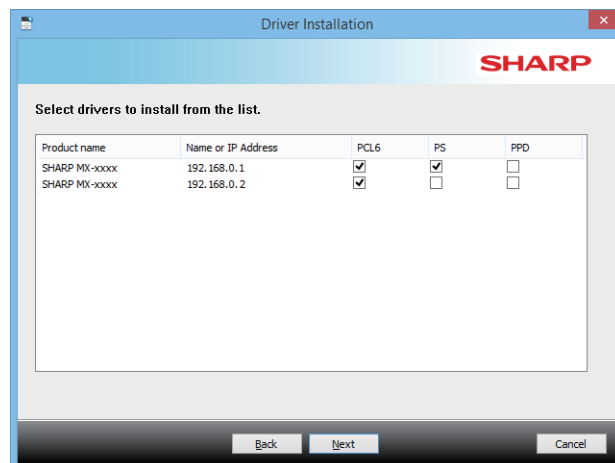 Driver Installation
SHARP
Select drivers to install from the list.
Product name Name or IP Address PCL6 PS PPD
SHARP MX-xxxx 192.168.0.1
SHARP MX-xxxx 192.168.0.2
Back Next Cancel